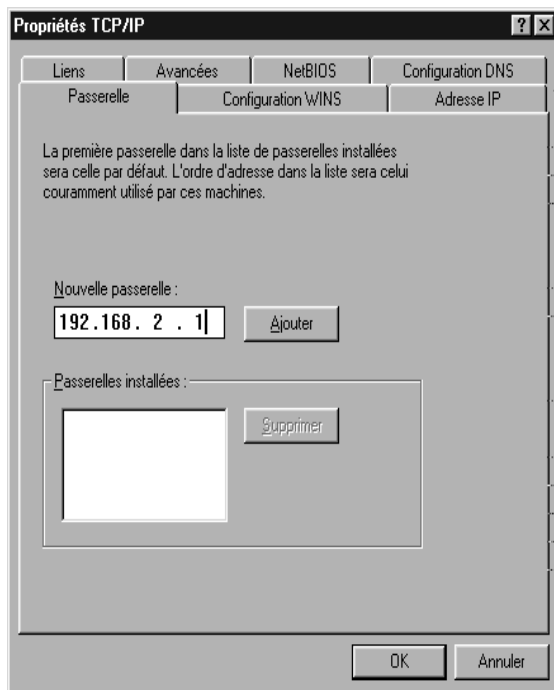 Propriétés TCP/IP
? X
Liens Avancées NetBIOS Configuration DNS
Passerelle Configuration WINS Adresse IP
La première passerelle dans la liste de passerelles installées
sera celle par défaut. L'ordre d'adresse dans la liste sera celui
couramment utilisé par ces machines.
Nouvelle passerelle :
192.168. 2 . 1
Ajouter
Passerelles installées :
Supprimer
OK Annuler